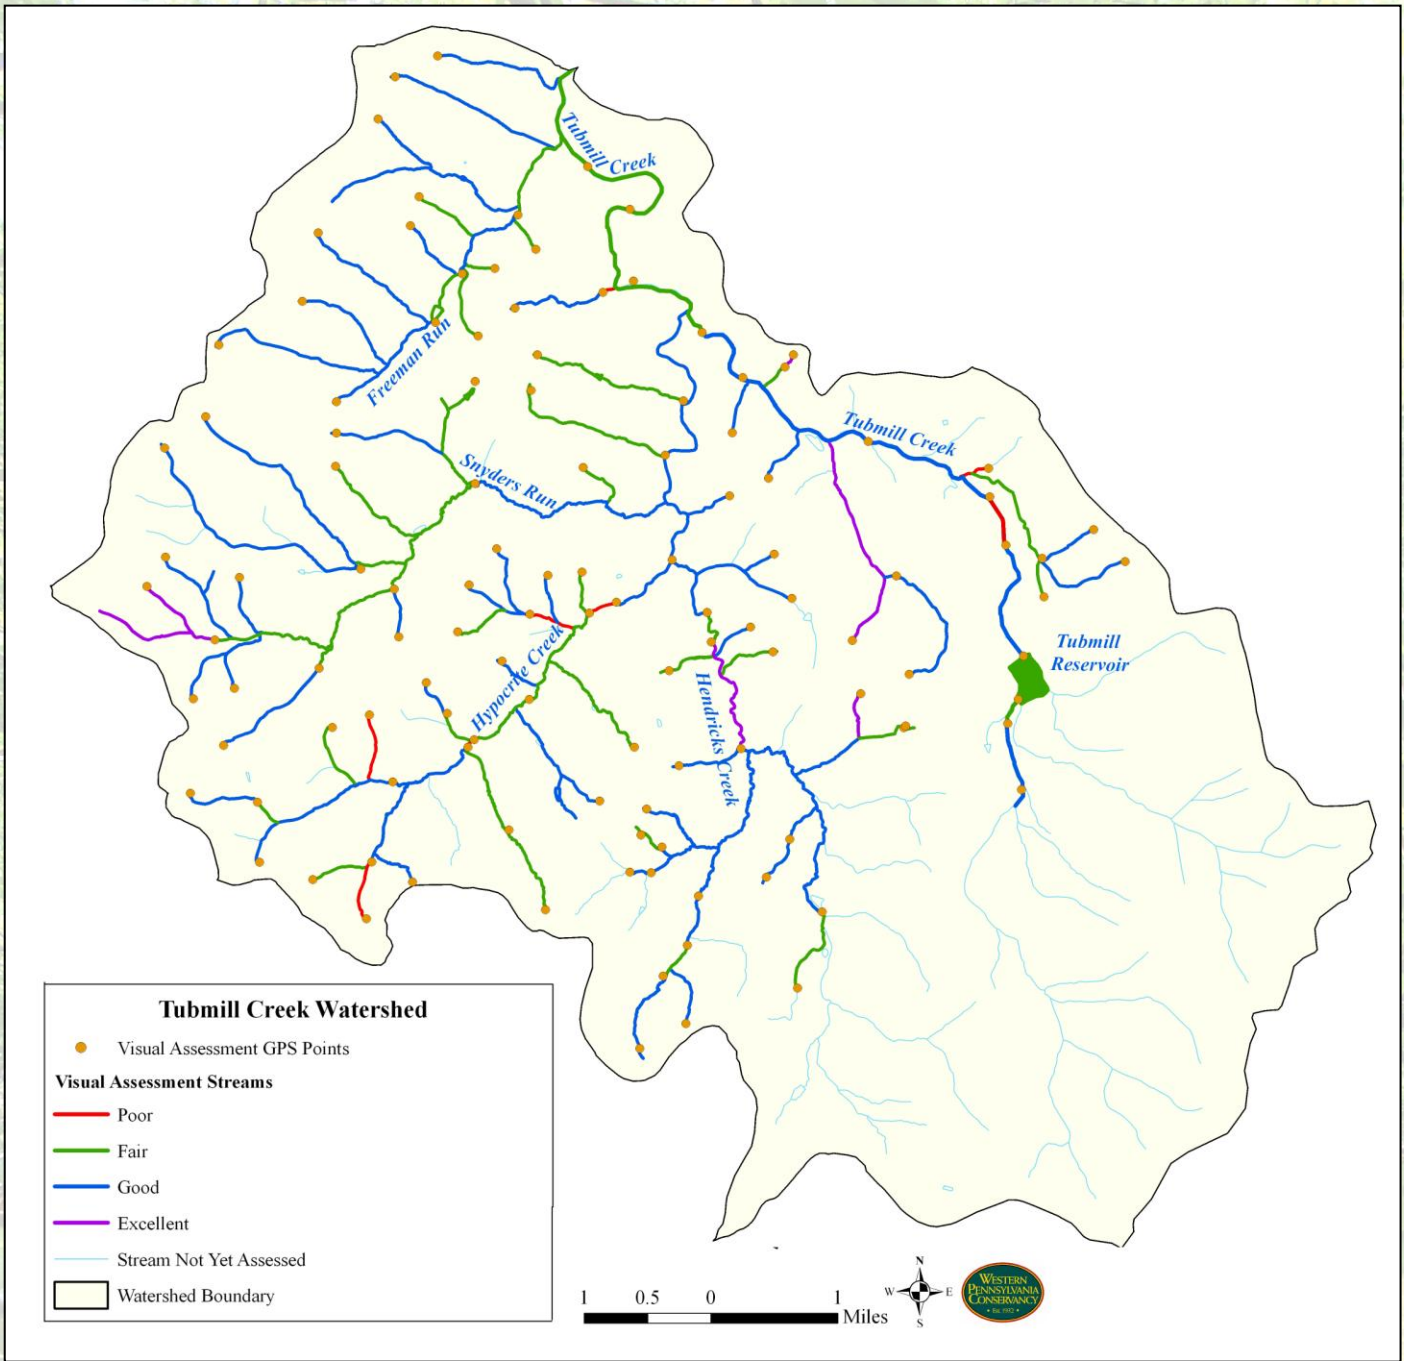 Tubmill Creek
Freeman Run
Tubmill Creek
Snyders Run
Tubmill
Reservoir
Hypocrite Creek
Hendricks Creek
Tubmill Creek Watershed
Visual Assessment GPS Points
Visual Assessment Streams
Poor
Fair
Good
Excellent
Stream Not Yet Assessed
Watershed Boundary
1 0.5 0 1
Miles
N
W E
S
WESTERN
PENNSYLVANIA
CONSERVANCY
• Est. 1932 •